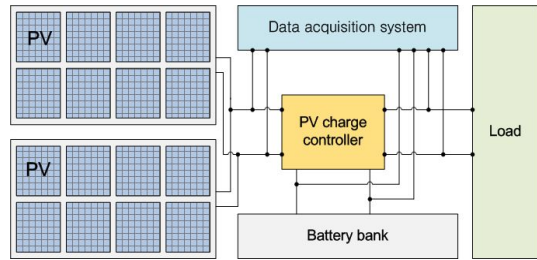 PV
Data acquisition system
PV charge
controller
Load
PV
Battery bank